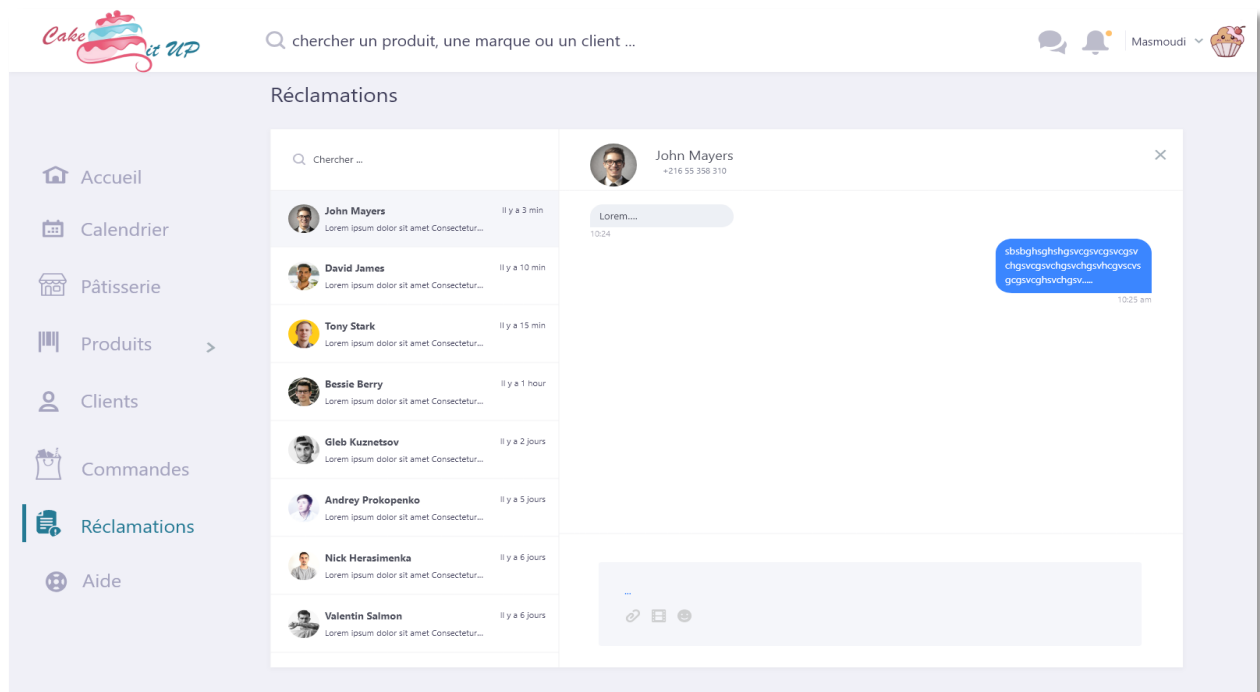 Cake it UP
chercher un produit, une marque ou un client ...
Masmoudi
Réclamations
Accueil
Calendrier
Pâtisserie
Produits
Clients
Commandes
Réclamations
Aide
Chercher ...
John Mayers
Il y a 3 min
Lorem ipsum dolor sit amet Consectetur...
David James
Il y a 10 min
Lorem ipsum dolor sit amet Consectetur...
Tony Stark
Il y a 15 min
Lorem ipsum dolor sit amet Consectetur...
Bessie Berry
Il y a 1 hour
Lorem ipsum dolor sit amet Consectetur...
Gleb Kuznetsov
Il y a 2 jours
Lorem ipsum dolor sit amet Consectetur...
Andrey Prokopenko
Il y a 5 jours
Lorem ipsum dolor sit amet Consectetur...
Nick Herasimenka
Il y a 6 jours
Lorem ipsum dolor sit amet Consectetur...
Valentin Salmon
Il y a 6 jours
Lorem ipsum dolor sit amet Consectetur...
John Mayers
+216 55 358 310
Lorem....
10:24
sbsbghsghshgsvcgsvcgsvcgsv
chgsvcgsvchgsvchgsvhcgvscvs
gcgsvcghsvchgsv.....
10:25 am
...